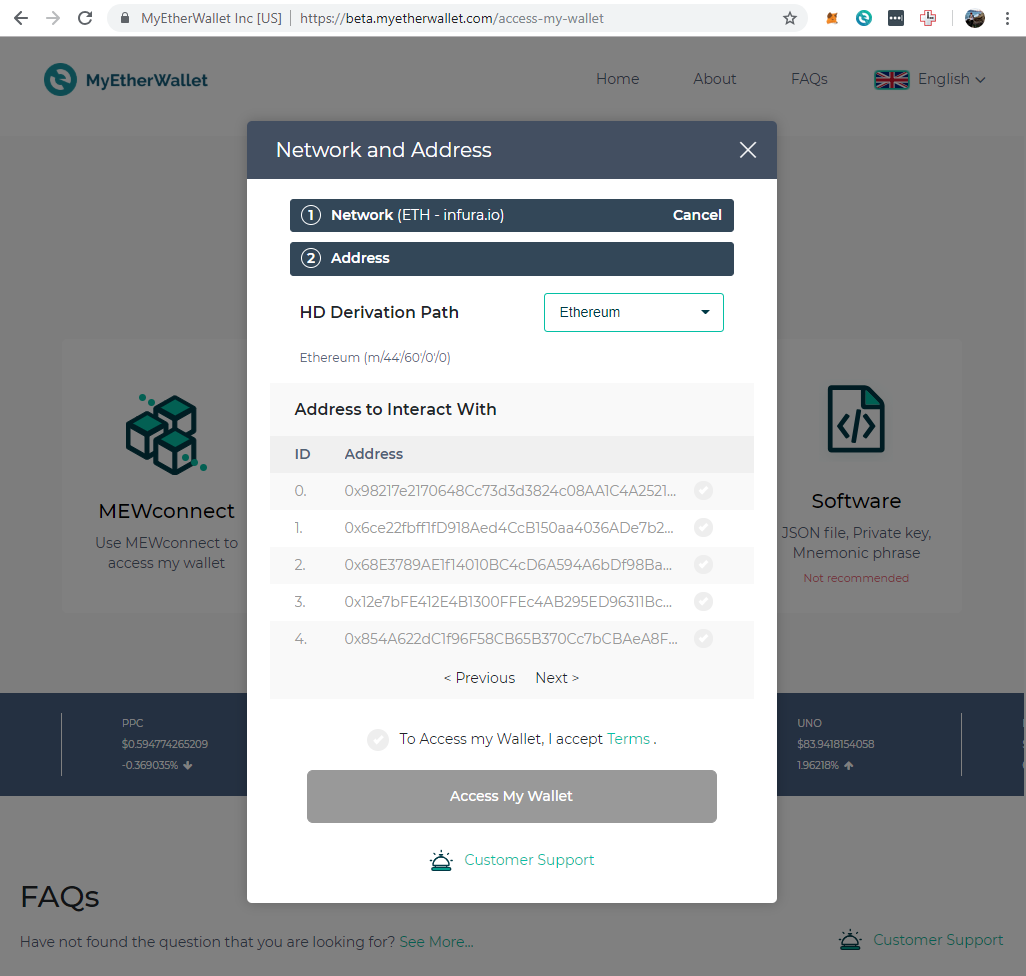 MyEtherWallet Inc [US] | https://beta.myetherwallet.com/access-my-wallet
MyEtherWallet
Home About FAQs English
Network and Address
1 Network (ETH - infura.io) Cancel
2 Address
HD Derivation Path Ethereum
Ethereum (m/44'/60'/0'/0)
Address to Interact With
ID Address
0. 0x98217e2170648Cc73d3d3824c08AA1C4A2521...
1. 0x6ce22fbff1fD918Aed4CcB150aa4036ADe7b2...
2. 0x68E3789AE1f14010BC4cD6A594A6bDf98Ba...
3. 0x12e7bFE412E4B1300FFEc4AB295ED96311Bc...
4. 0x854A622dC1f96F58CB65B370Cc7bCBAeA8F...
< Previous Next >
To Access my Wallet, I accept Terms .
Access My Wallet
Customer Support
MEWconnect
Use MEWconnect to
access my wallet
Software
JSON file, Private key,
Mnemonic phrase
Not recommended
PPC
$0.594774265209
-0.369035%
UNO
$83.9418154058
1.96218%
FAQs
Have not found the question that you are looking for? See More...
Customer Support